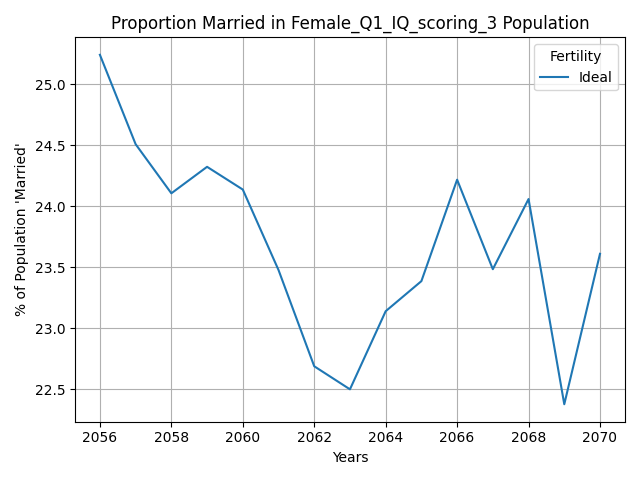 Proportion Married in Female_Q1_IQ_scoring_3 Population
Fertility
Ideal
25.0
24.5
24.0
23.5
23.0
22.5
% of Population 'Married'
2056 2058 2060 2062 2064 2066 2068 2070
Years